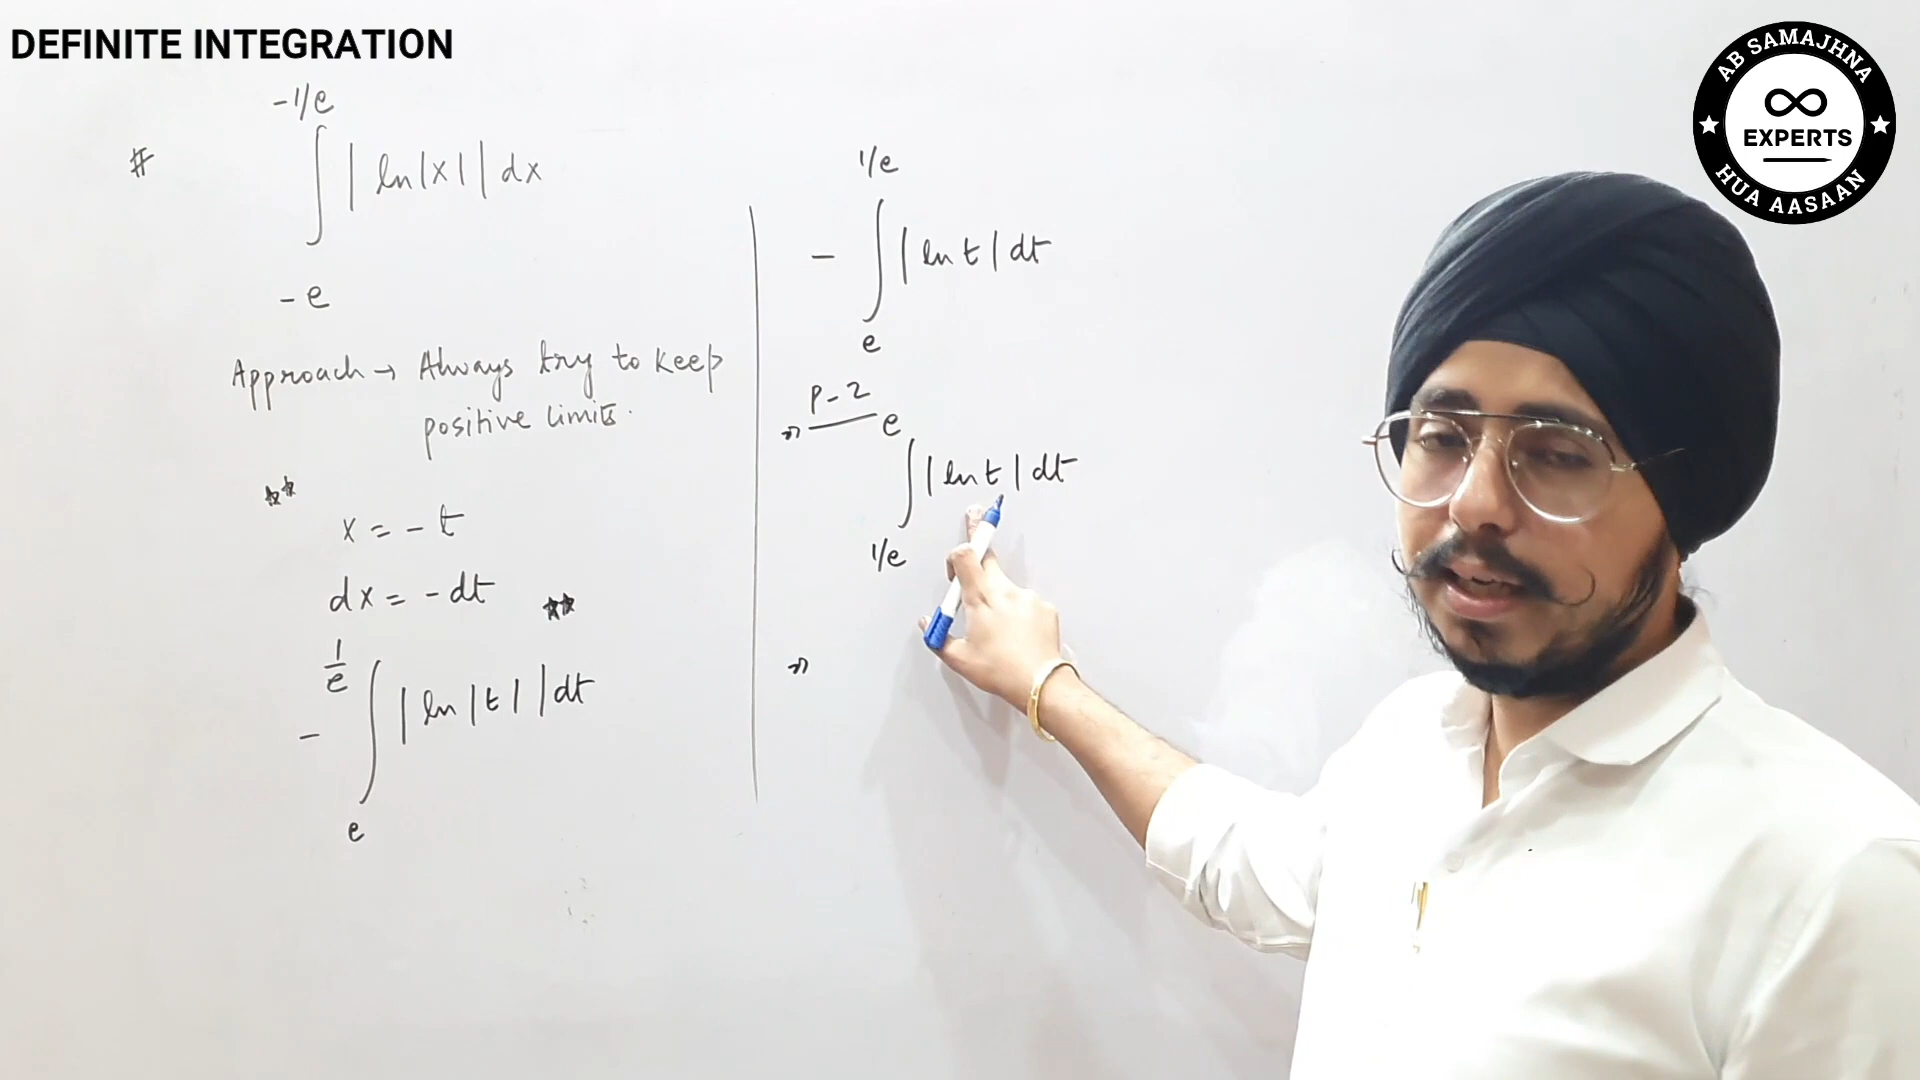 DEFINITE INTEGRATION
AB SAMAJHNA
∞
EXPERTS
HUA AASAAN
# ∫_{-e}^{-1/e} | ln|x| | dx
Approach → Always try to keep
positive limits.
x = - t
dx = - dt
- ∫_{e}^{1/e} | ln |t| | dt
- ∫_{e}^{1/e} | ln t | dt
⇒ P-2
∫_{1/e}^{e} | ln t | dt
⇒